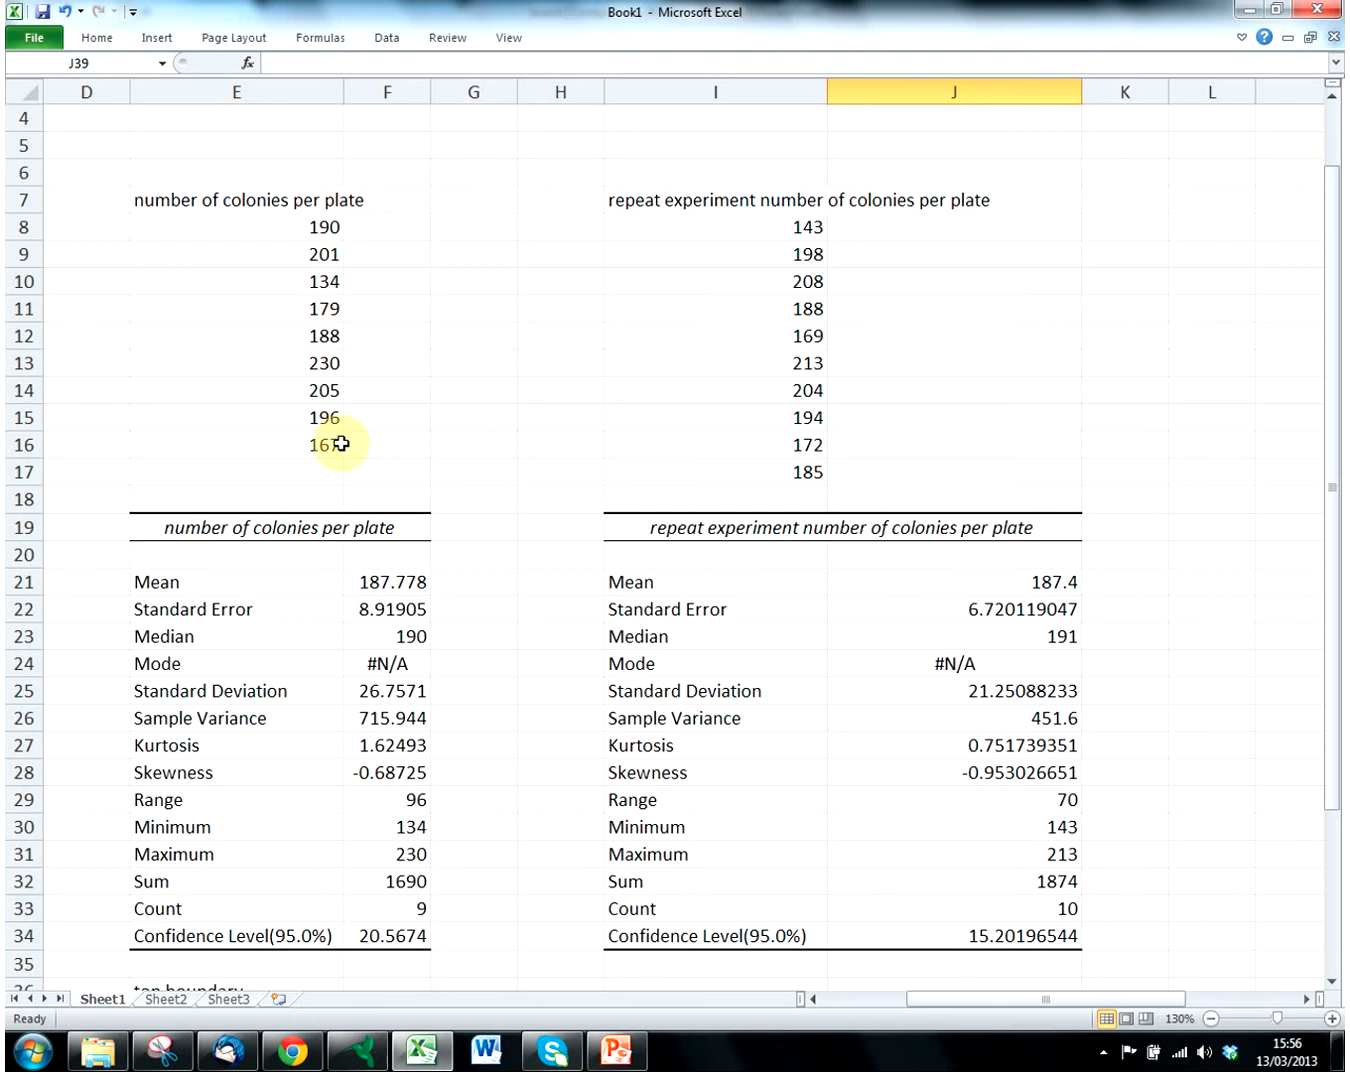 Book1 - Microsoft Excel
File Home Insert Page Layout Formulas Data Review View
J39 fx
D E F G H I J K L
4
5
6
7 number of colonies per plate repeat experiment number of colonies per plate
8 190 143
9 201 198
10 134 208
11 179 188
12 188 169
13 230 213
14 205 204
15 196 194
16 167 172
17 185
18
19 number of colonies per plate repeat experiment number of colonies per plate
20
21 Mean 187.778 Mean 187.4
22 Standard Error 8.91905 Standard Error 6.720119047
23 Median 190 Median 191
24 Mode #N/A Mode #N/A
25 Standard Deviation 26.7571 Standard Deviation 21.25088233
26 Sample Variance 715.944 Sample Variance 451.6
27 Kurtosis 1.62493 Kurtosis 0.751739351
28 Skewness -0.68725 Skewness -0.953026651
29 Range 96 Range 70
30 Minimum 134 Minimum 143
31 Maximum 230 Maximum 213
32 Sum 1690 Sum 1874
33 Count 9 Count 10
34 Confidence Level(95.0%) 20.5674 Confidence Level(95.0%) 15.20196544
35
36 top boundary
Sheet1 Sheet2 Sheet3
Ready 130%
15:56
13/03/2013